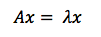 Ax = λx